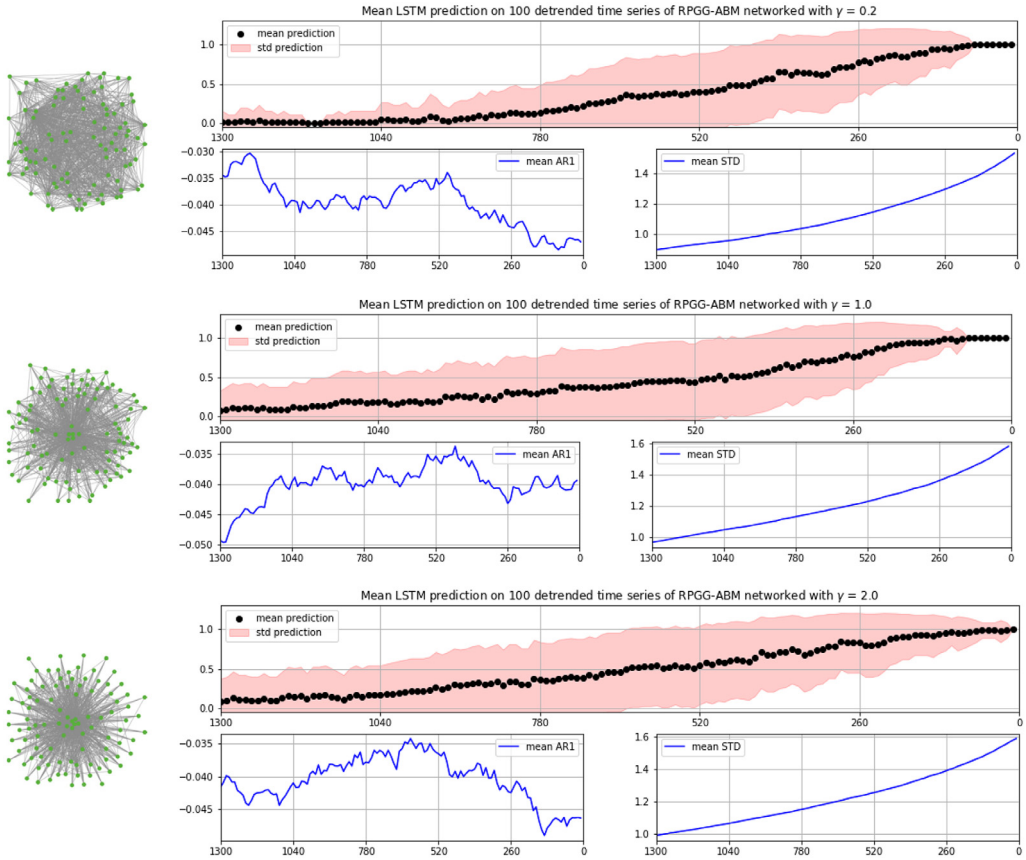 Mean LSTM prediction on 100 detrended time series of RPGG-ABM networked with γ = 0.2
mean prediction
std prediction
1.0
0.5
0.0
1300 1040 780 520 260 0
mean AR1
−0.030
−0.035
−0.040
−0.045
1300 1040 780 520 260 0
mean STD
1.4
1.2
1.0
1300 1040 780 520 260 0
Mean LSTM prediction on 100 detrended time series of RPGG-ABM networked with γ = 1.0
mean prediction
std prediction
1.0
0.5
0.0
1300 1040 780 520 260 0
mean AR1
−0.035
−0.040
−0.045
−0.050
1300 1040 780 520 260 0
mean STD
1.6
1.4
1.2
1.0
1300 1040 780 520 260 0
Mean LSTM prediction on 100 detrended time series of RPGG-ABM networked with γ = 2.0
mean prediction
std prediction
1.0
0.5
0.0
1300 1040 780 520 260 0
mean AR1
−0.035
−0.040
−0.045
1300 1040 780 520 260 0
mean STD
1.6
1.4
1.2
1.0
1300 1040 780 520 260 0